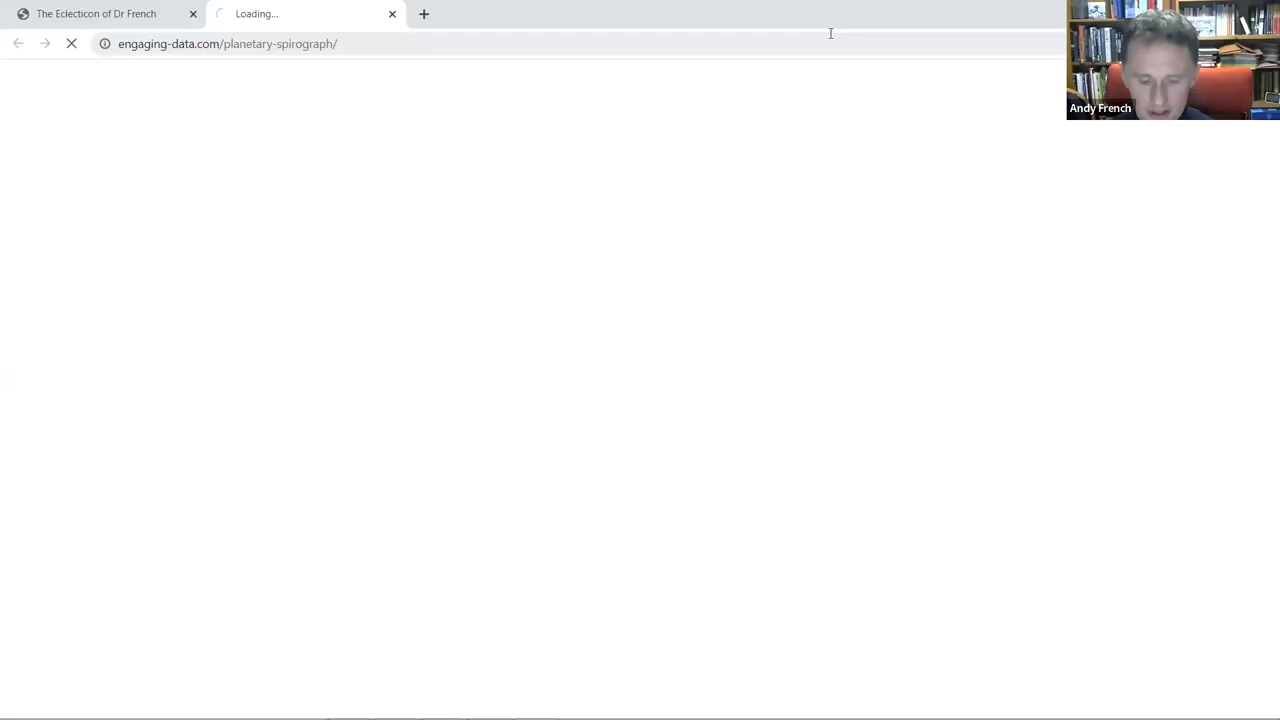 The Eclecticon of Dr French
Loading...
engaging-data.com/planetary-spirograph/
Andy French